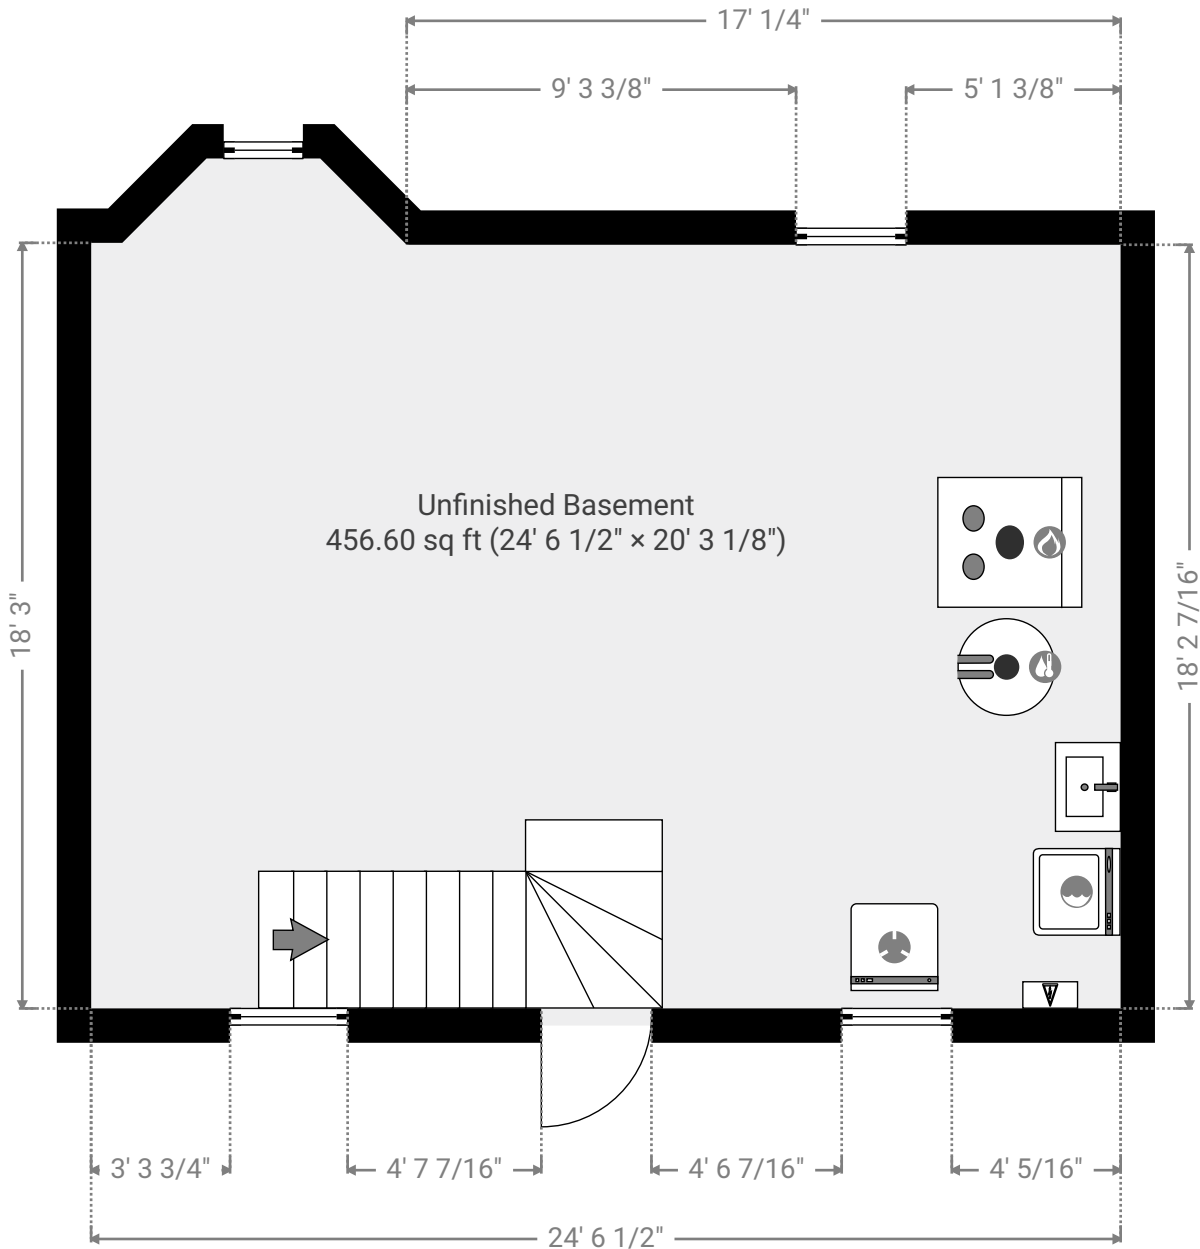 17' 1/4"
9' 3 3/8"
5' 1 3/8"
Unfinished Basement
456.60 sq ft (24' 6 1/2" × 20' 3 1/8")
18' 3"
18' 2 7/16"
3' 3 3/4"
4' 7 7/16"
4' 6 7/16"
4' 5/16"
24' 6 1/2"